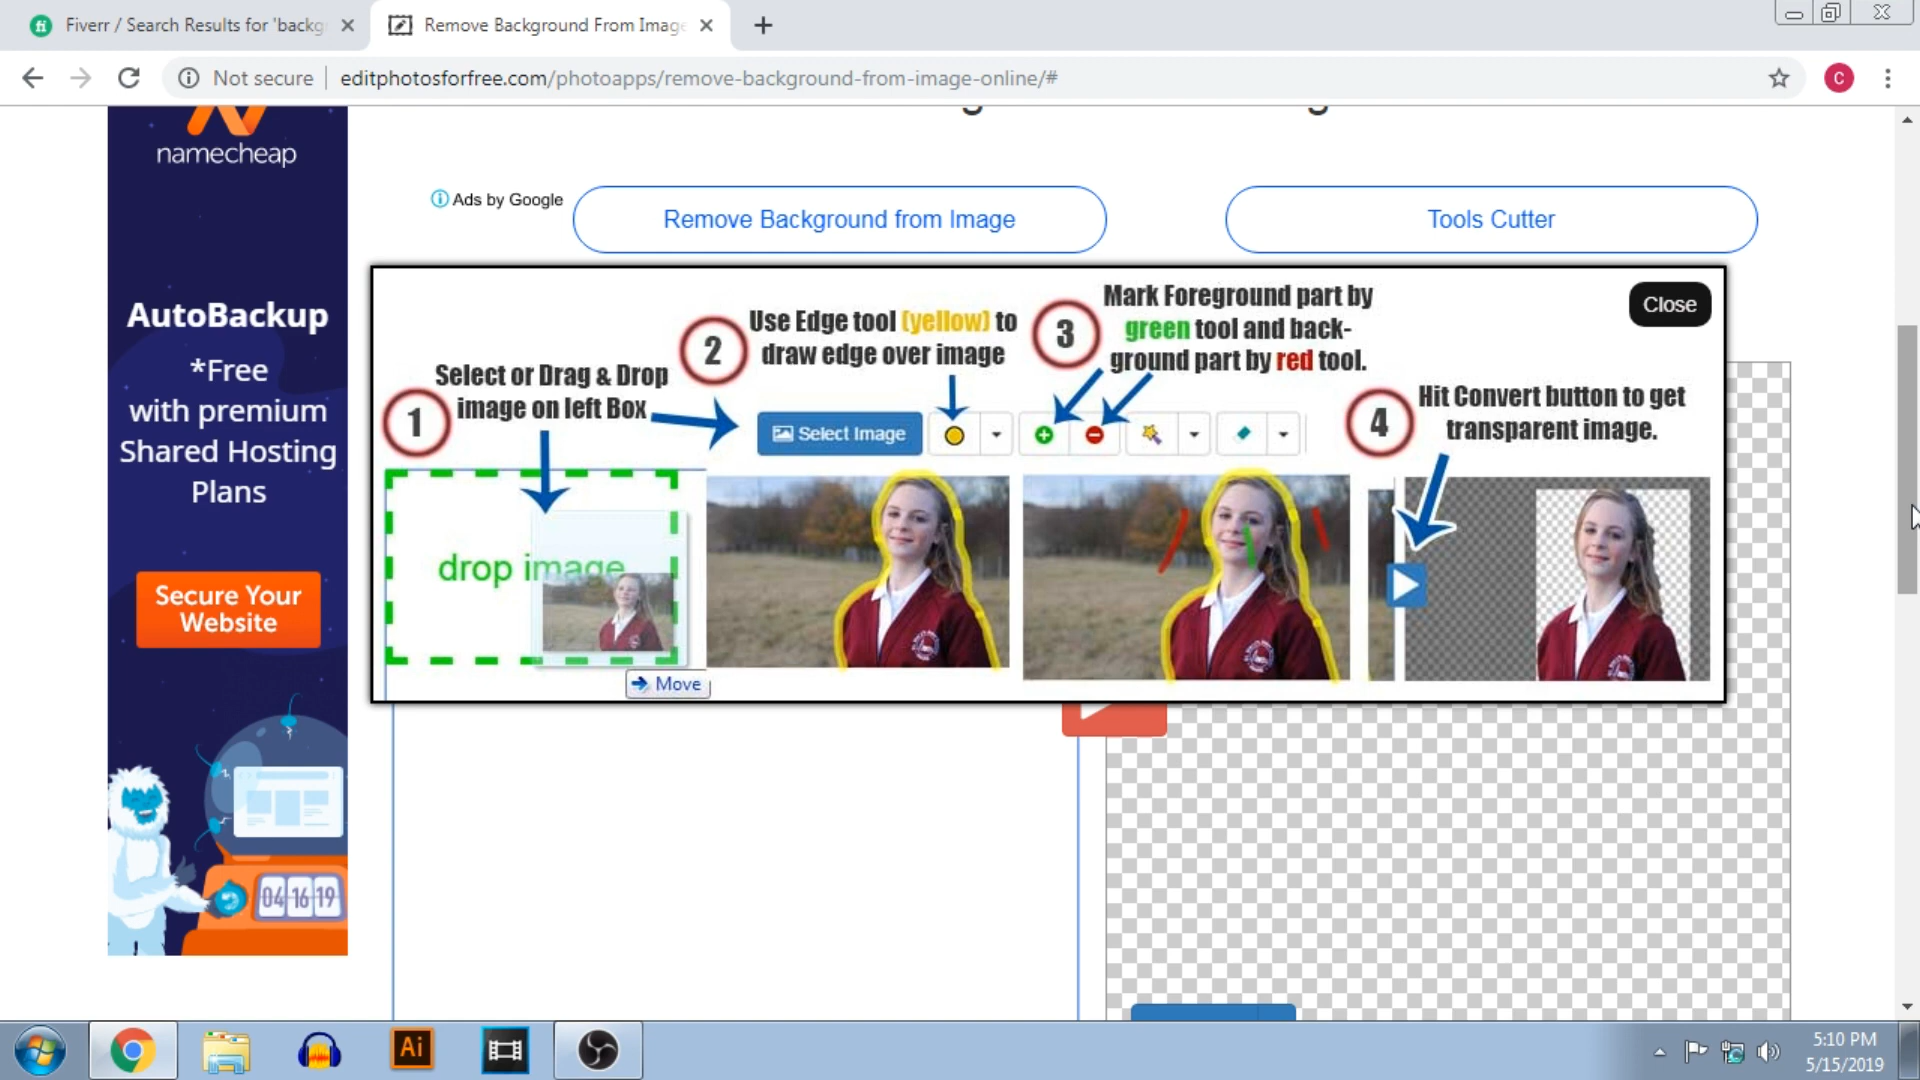 Fiverr / Search Results for 'backg
Remove Background From Image
Not secure
editphotosforfree.com/photoapps/remove-background-from-image-online/#
C
namecheap
AutoBackup
*Free
with premium
Shared Hosting
Plans
Secure Your
Website
04 16 19
Ads by Google
Remove Background from Image
Tools Cutter
Close
1
Select or Drag & Drop
image on left Box
2
Use Edge tool (yellow) to
draw edge over image
3
Mark Foreground part by
green tool and back-
ground part by red tool.
4
Hit Convert button to get
transparent image.
Select Image
drop image
Move
Ai
5:10 PM
5/15/2019